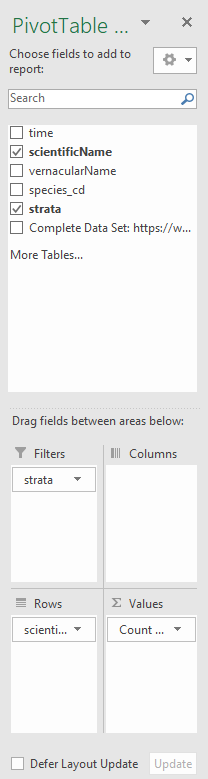 PivotTable ...
Choose fields to add to
report:
Search
time
scientificName
vernacularName
species_cd
strata
Complete Data Set: https://w...
More Tables...
Drag fields between areas below:
Filters
Columns
strata
Rows
Σ Values
scienti...
Count ...
Defer Layout Update
Update